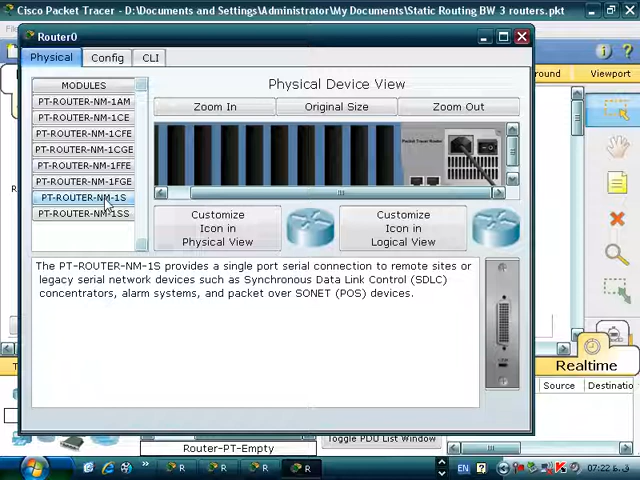 Cisco Packet Tracer - D:\Documents and Settings\Administrator\My Documents\Static Routing BW 3 routers.pkt
Router0
Physical
Config
CLI
MODULES
PT-ROUTER-NM-1AM
PT-ROUTER-NM-1CE
PT-ROUTER-NM-1CFE
PT-ROUTER-NM-1CGE
PT-ROUTER-NM-1FFE
PT-ROUTER-NM-1FGE
PT-ROUTER-NM-1S
PT-ROUTER-NM-1SS
Physical Device View
Zoom In
Original Size
Zoom Out
Packet Tracer Router
Customize
Icon in
Physical View
Customize
Icon in
Logical View
The PT-ROUTER-NM-1S provides a single port serial connection to remote sites or
legacy serial network devices such as Synchronous Data Link Control (SDLC)
concentrators, alarm systems, and packet over SONET (POS) devices.
ound
Viewport
Realtime
Source
Destinatio
Router-PT-Empty
Toggle PDU List Window
R
R
R
R
EN
07:22